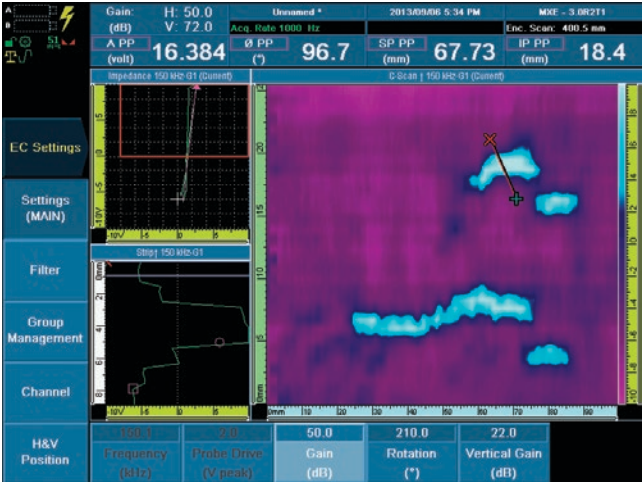 Gain: H: 50.0
(dB) V: 72.0
Unnamed *
2013/09/06 5:34 PM
MXE - 3.0R2T1
Acq. Rate 1000 Hz
Enc. Scan: 400.5 mm
A PP
(volt)
16.384
Ø PP
(°)
96.7
SP PP
(mm)
67.73
IP PP
(mm)
18.4
Impedance 150 kHz-G1 (Current)
C-Scan | 150 kHz-G1 (Current)
EC Settings
Settings
(MAIN)
Filter
Group
Management
Channel
H&V
Position
Strip| 150 kHz-G1
50.0
210.0
22.0
Frequency
(kHz)
Probe Drive
(V peak)
Gain
(dB)
Rotation
(°)
Vertical Gain
(dB)